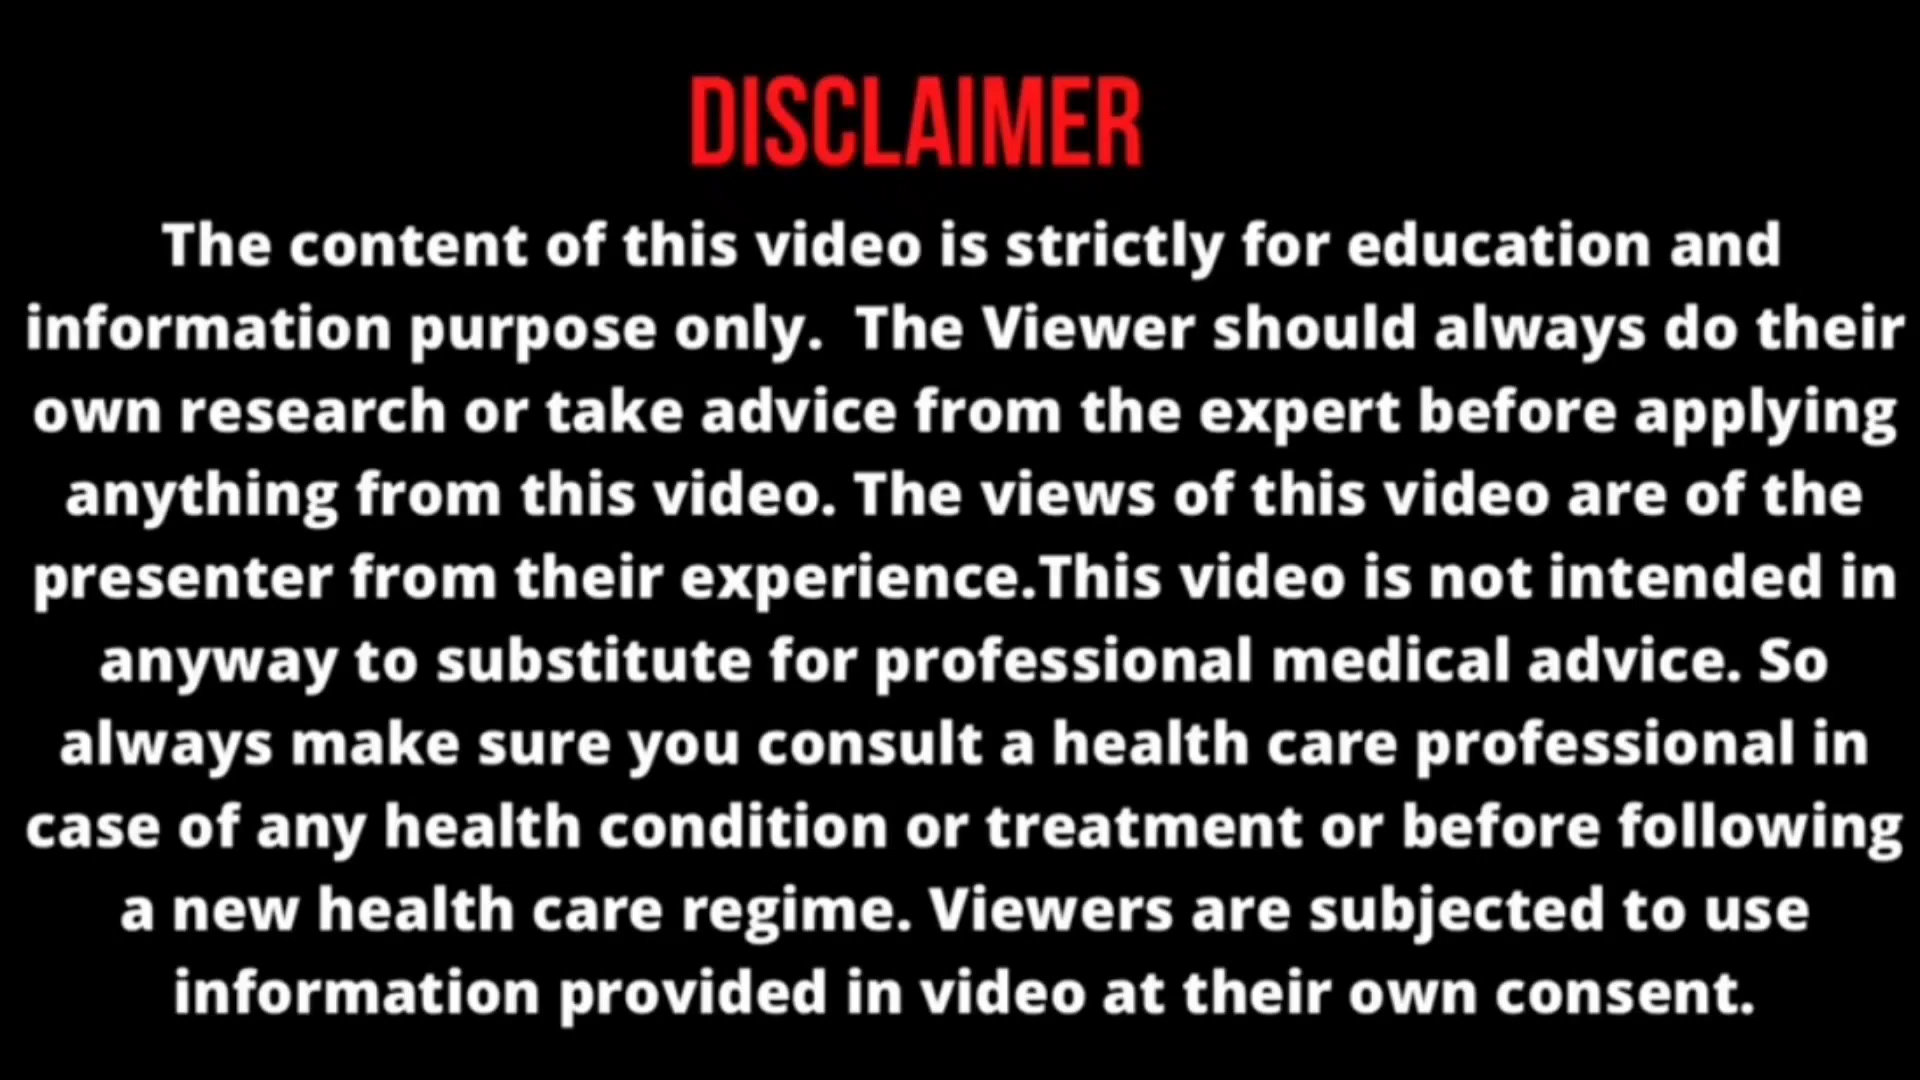 DISCLAIMER
The content of this video is strictly for education and
information purpose only.  The Viewer should always do their
own research or take advice from the expert before applying
anything from this video. The views of this video are of the
presenter from their experience.This video is not intended in
anyway to substitute for professional medical advice. So
always make sure you consult a health care professional in
case of any health condition or treatment or before following
a new health care regime. Viewers are subjected to use
information provided in video at their own consent.